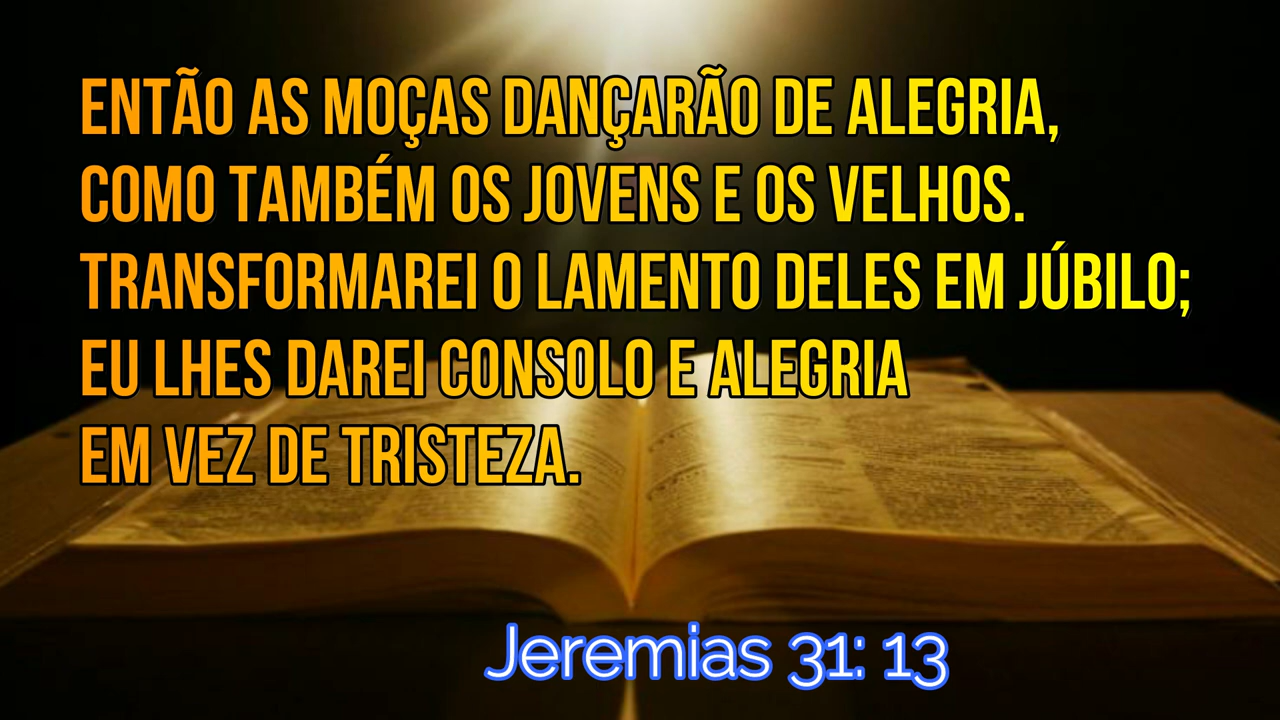 ENTÃO AS MOÇAS DANÇARÃO DE ALEGRIA,
COMO TAMBÉM OS JOVENS E OS VELHOS.
TRANSFORMAREI O LAMENTO DELES EM JÚBILO;
EU LHES DAREI CONSOLO E ALEGRIA
EM VEZ DE TRISTEZA.
Jeremias 31: 13